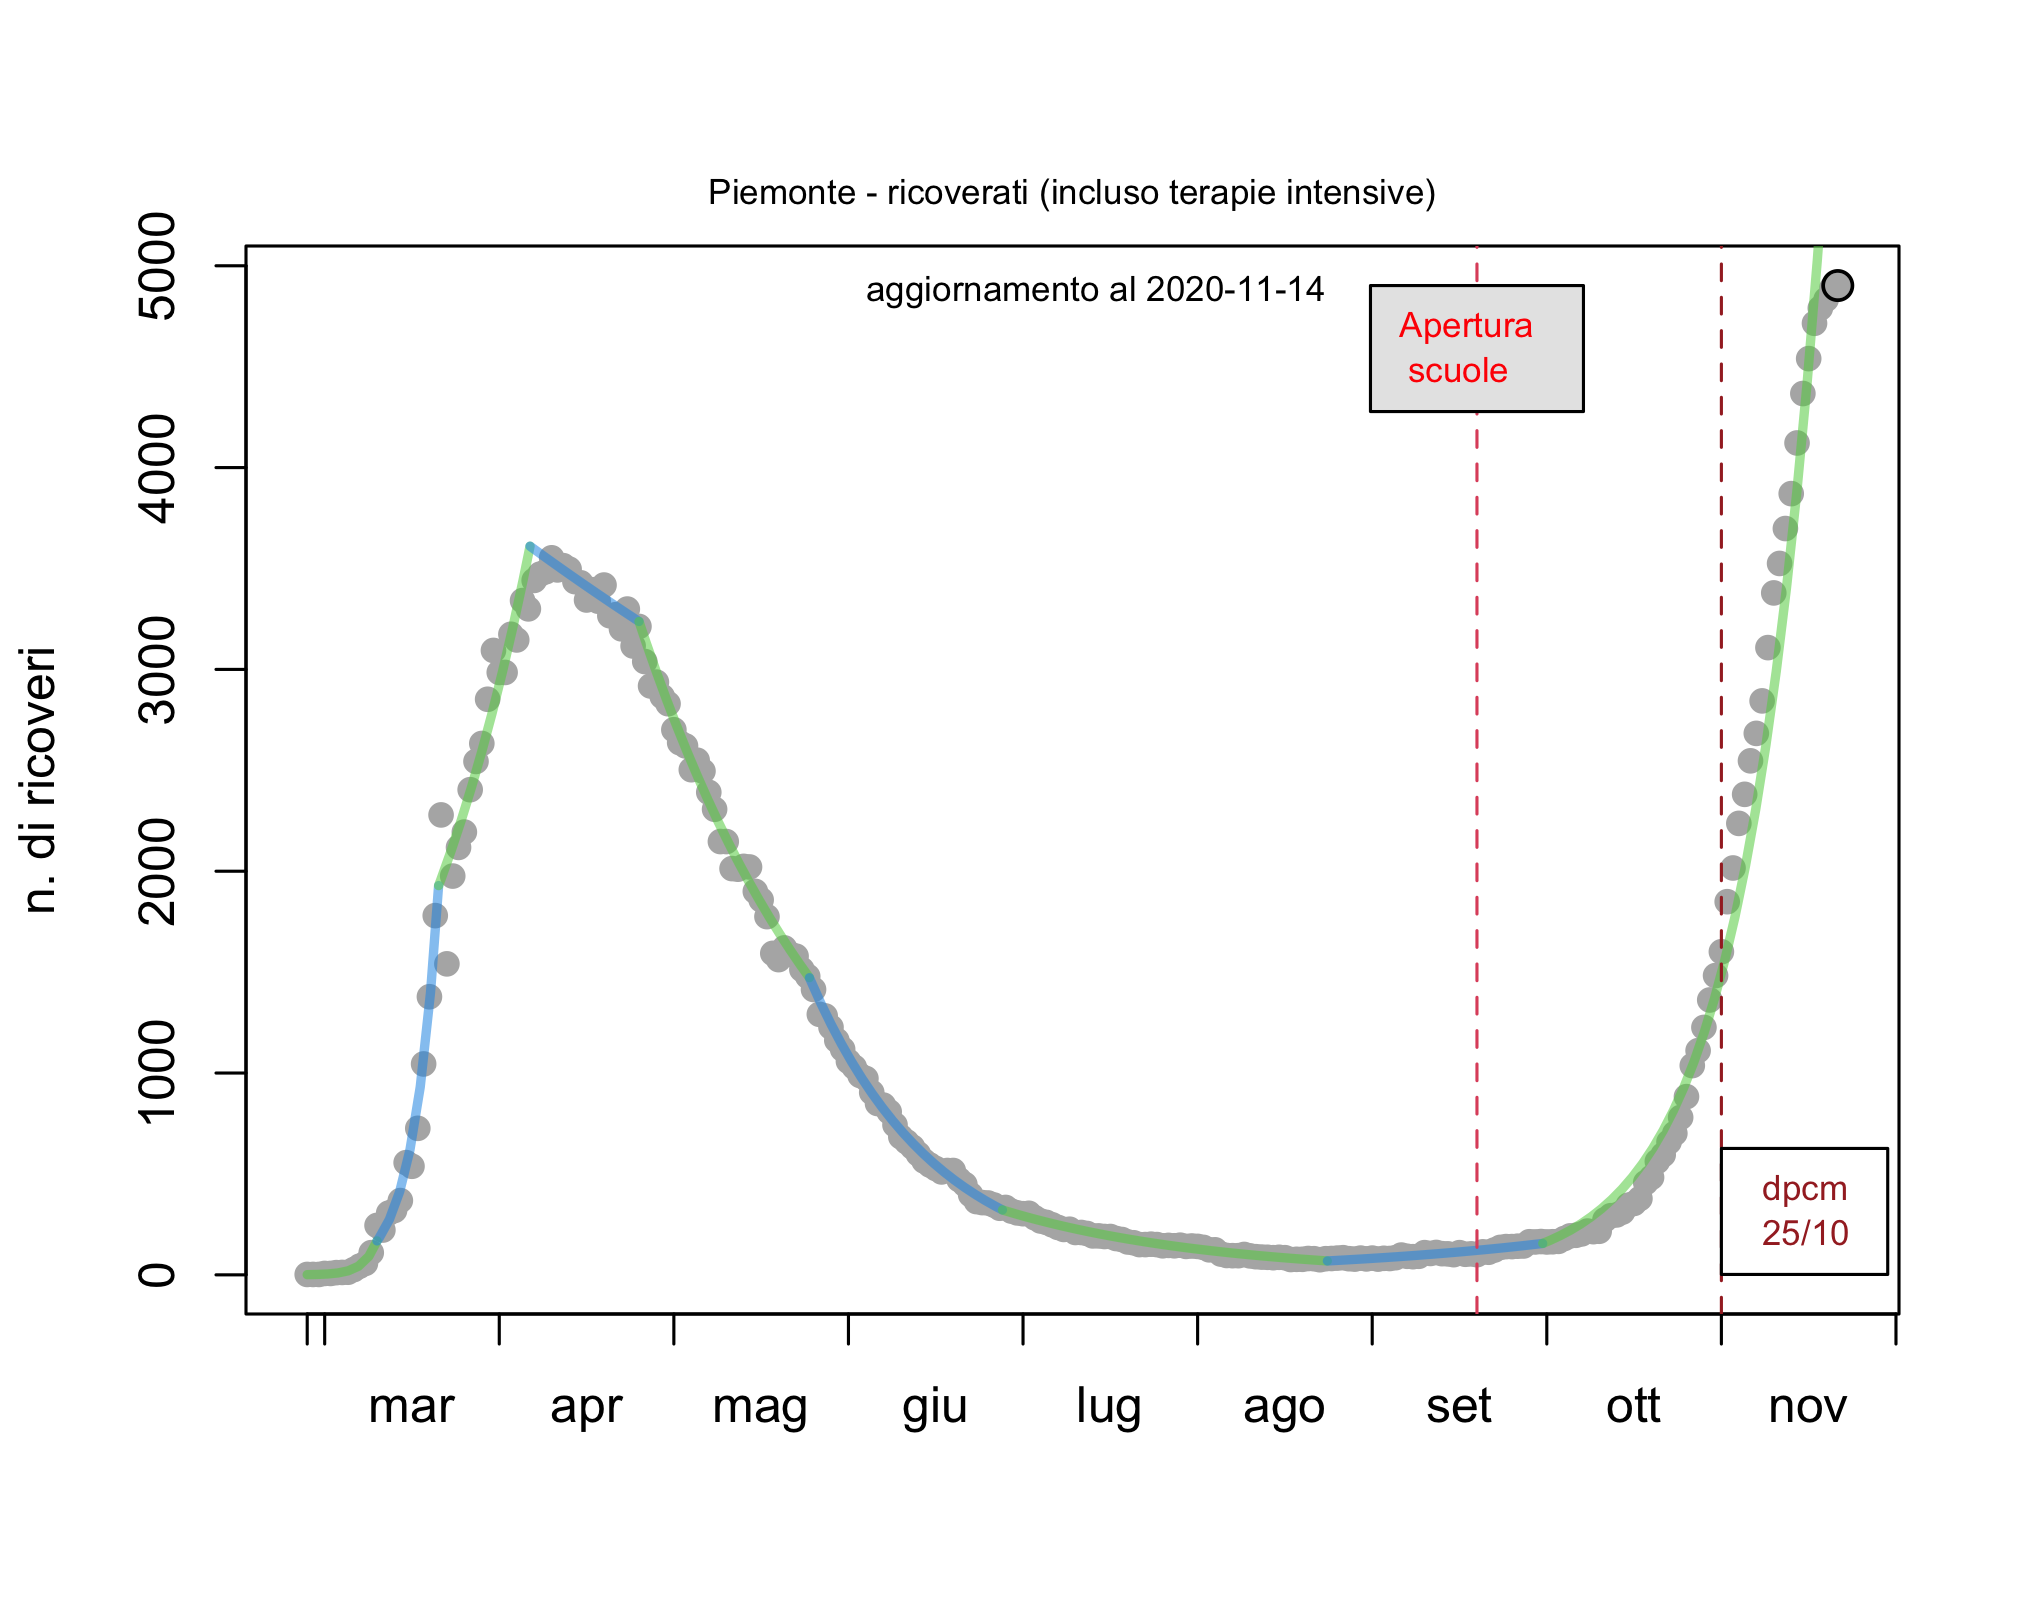 Piemonte - ricoverati (incluso terapie intensive)
aggiornamento al 2020-11-14
Apertura
scuole
n. di ricoveri
5000
4000
3000
2000
1000
0
dpcm
25/10
mar apr mag giu lug ago set ott nov